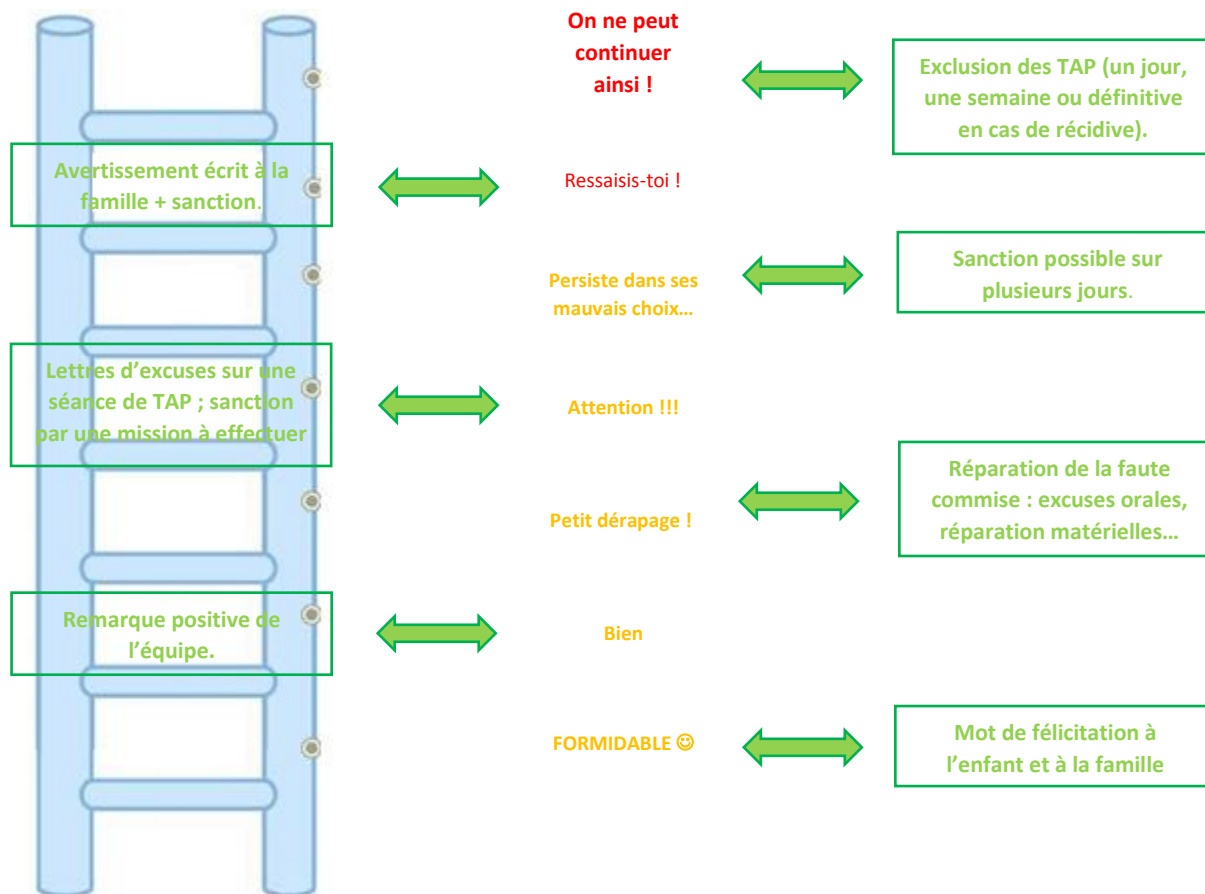 On ne peut
continuer
ainsi !
Exclusion des TAP (un jour,
une semaine ou définitive
en cas de récidive).
Avertissement écrit à la
famille + sanction.
Ressaisis-toi !
Persiste dans ses
mauvais choix…
Sanction possible sur
plusieurs jours.
Lettres d’excuses sur une
séance de TAP ; sanction
par une mission à effectuer
Attention !!!
Petit dérapage !
Réparation de la faute
commise : excuses orales,
réparation matérielles…
Remarque positive de
l’équipe.
Bien
FORMIDABLE ☺
Mot de félicitation à
l’enfant et à la famille